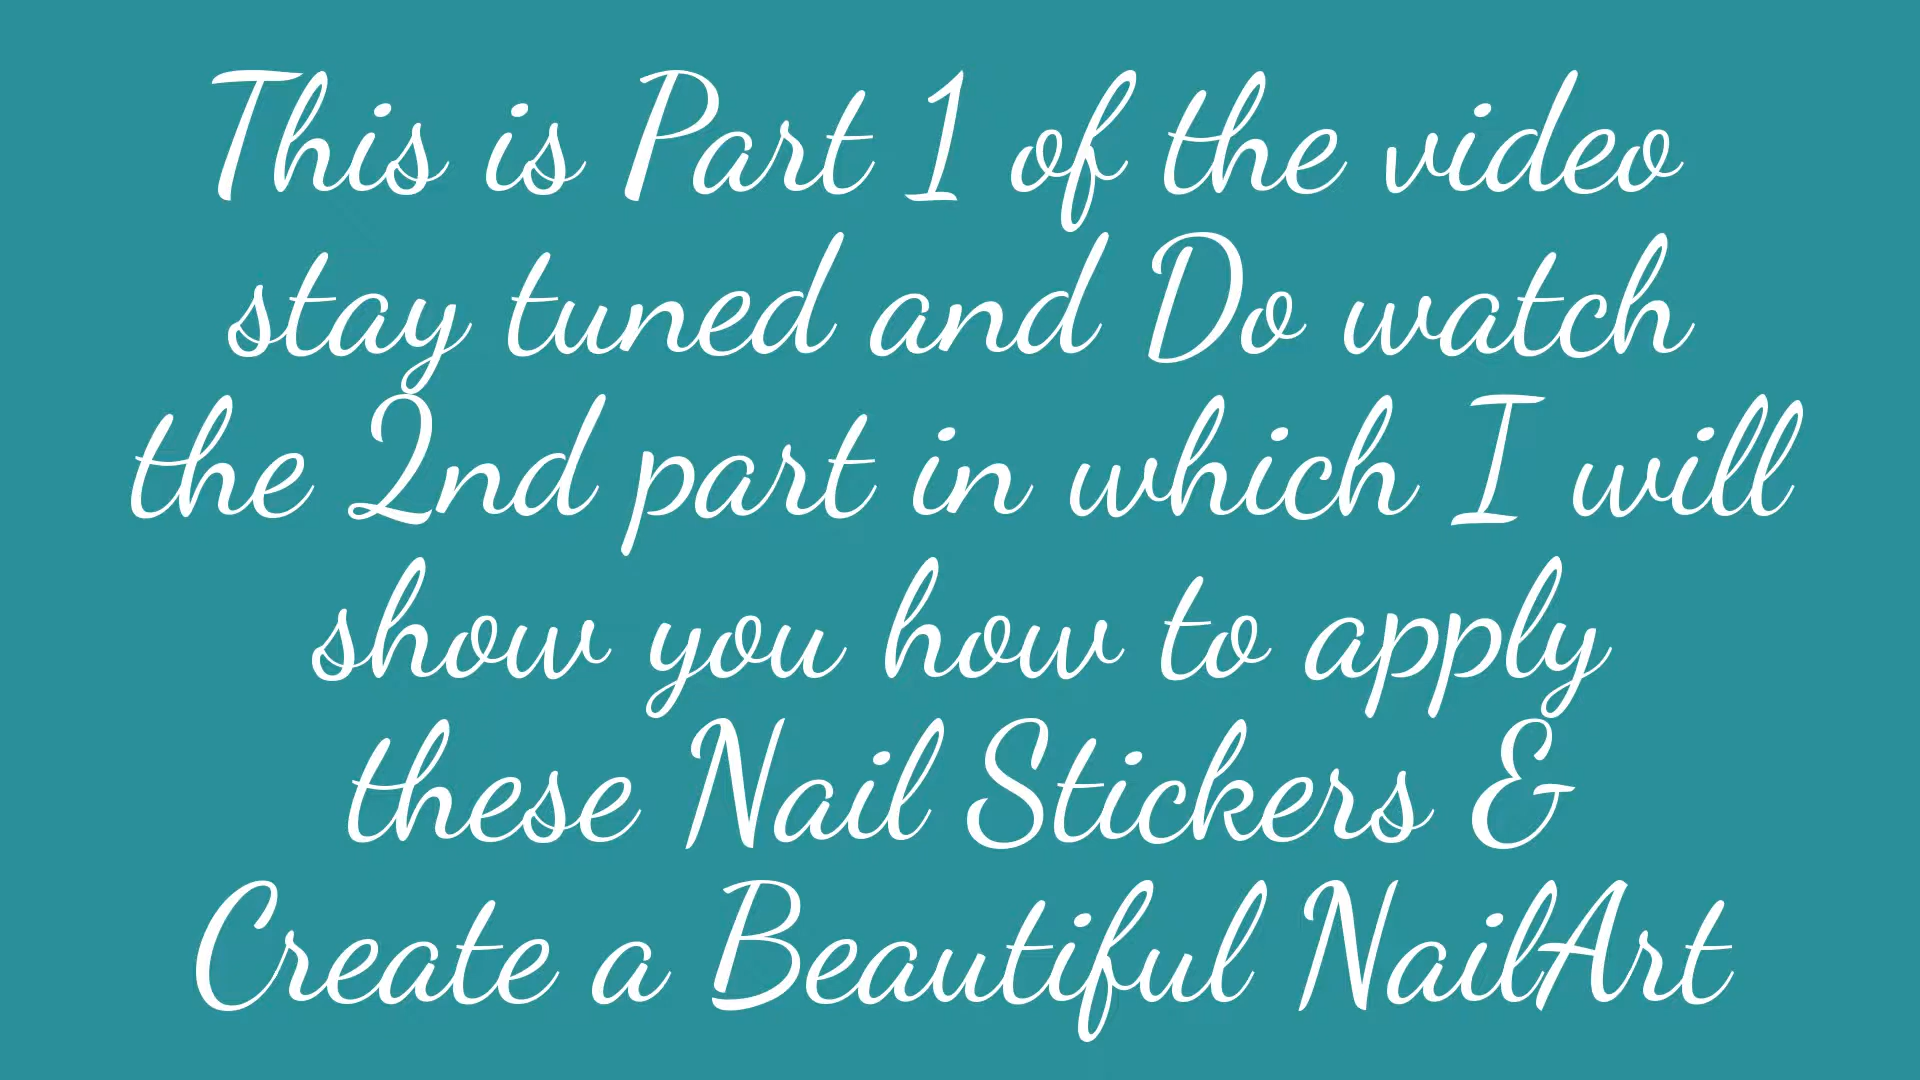 This is Part 1 of the video
stay tuned and Do watch
the 2nd part in which I will
show you how to apply
these Nail Stickers &
Create a Beautiful NailArt